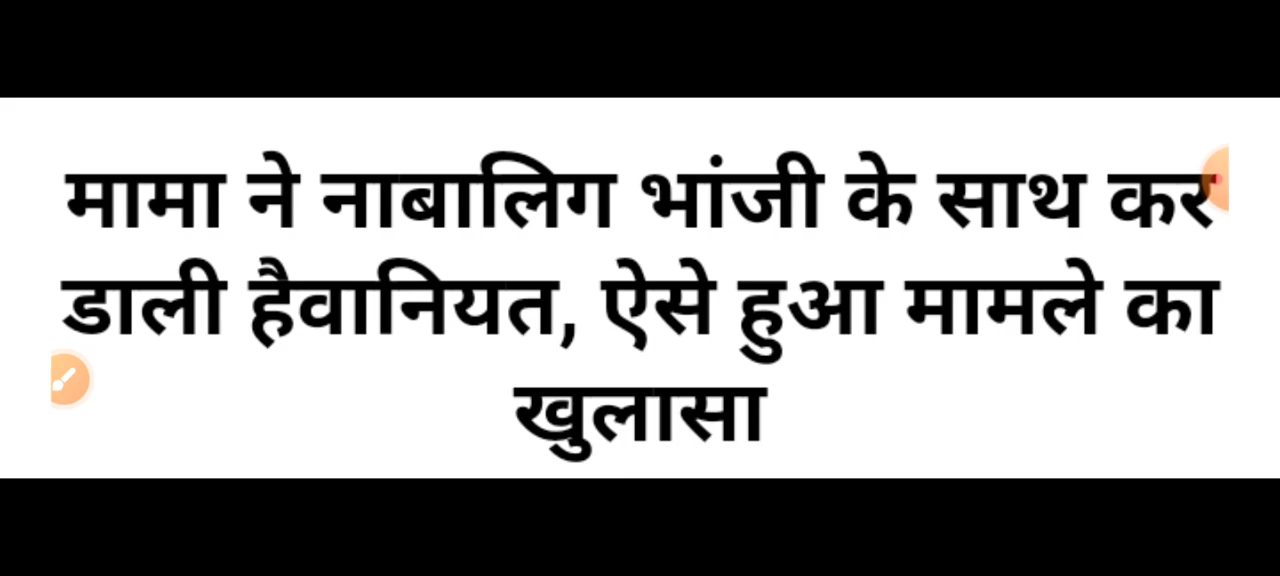 मामा ने नाबालिग भांजी के साथ कर
डाली हैवानियत, ऐसे हुआ मामले का
खुलासा